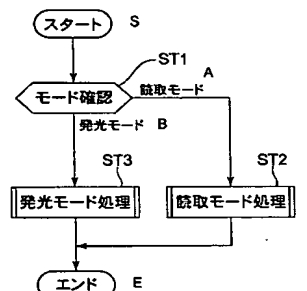 スタート S
ST1
A
モード確認 読取モード
発光モード B
ST3 ST2
発光モード処理 読取モード処理
エンド E